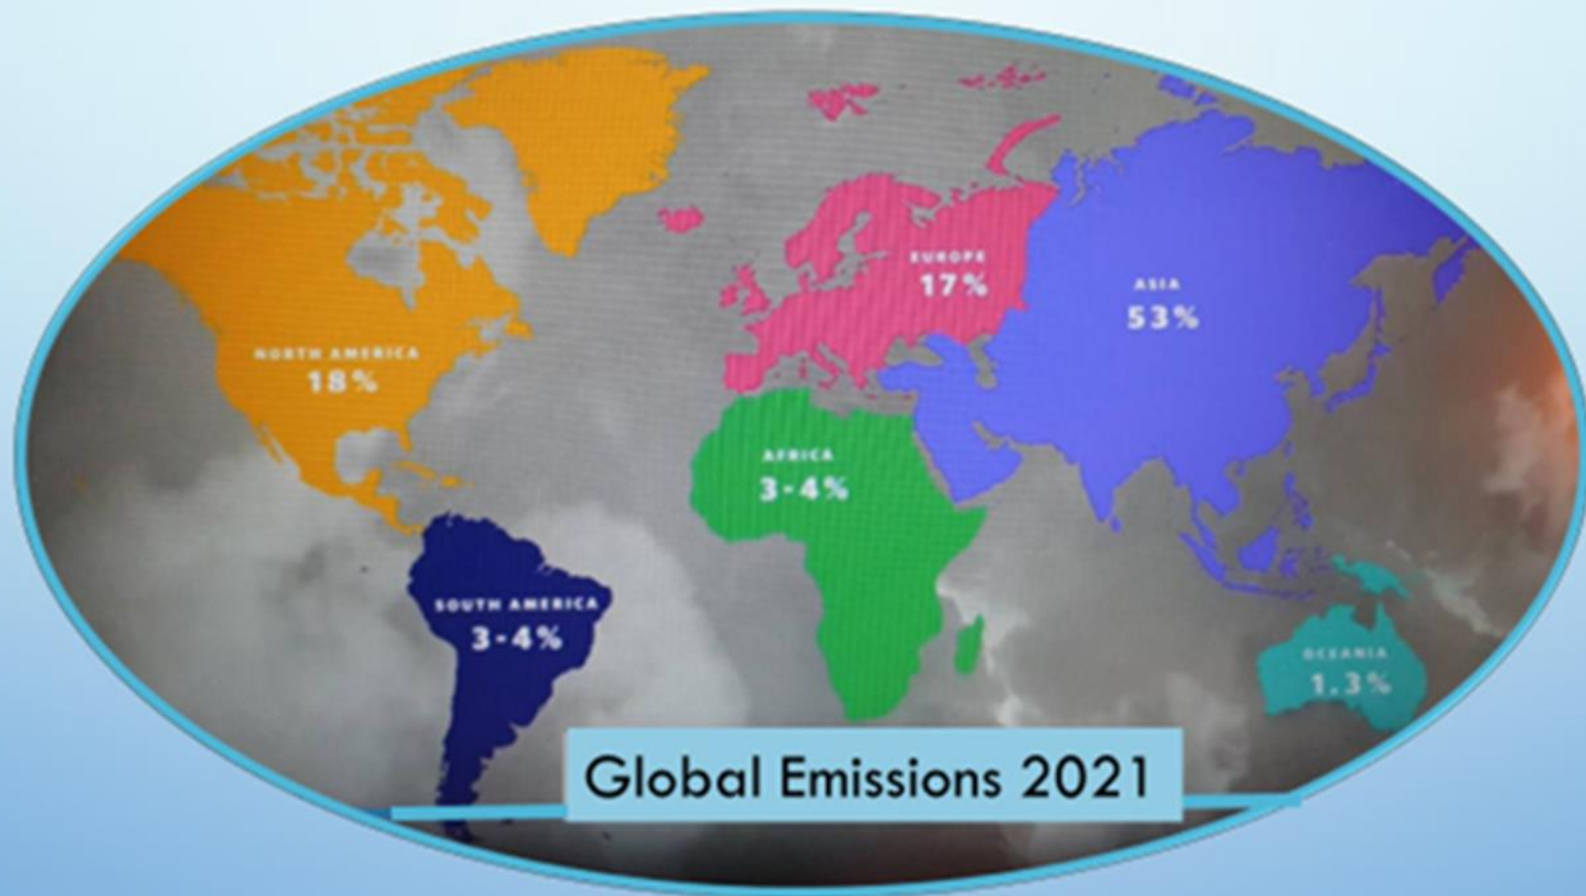 NORTH AMERICA
18%
EUROPE
17%
ASIA
53%
AFRICA
3-4%
SOUTH AMERICA
3-4%
OCEANIA
1.3%
Global Emissions 2021